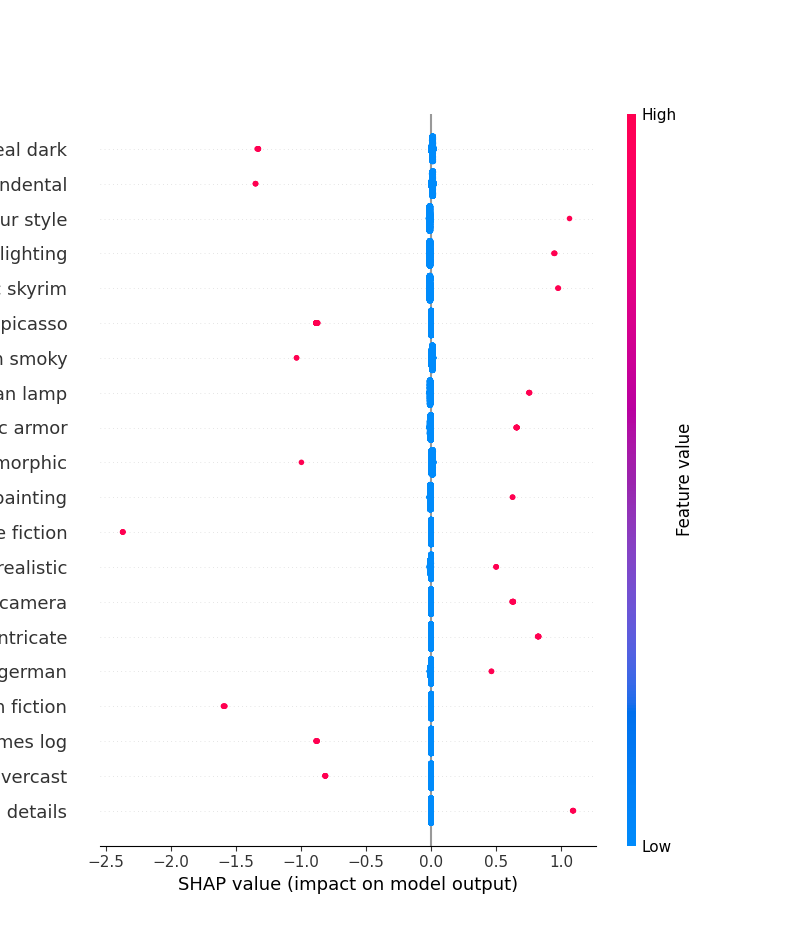 High
eal dark
ndental
ur style
lighting
c skyrim
picasso
n smoky
an lamp
c armor
morphic
painting
e fiction
realistic
camera
ntricate
german
n fiction
mes log
vercast
details
Feature value
Low
−2.5 −2.0 −1.5 −1.0 −0.5 0.0 0.5 1.0
SHAP value (impact on model output)